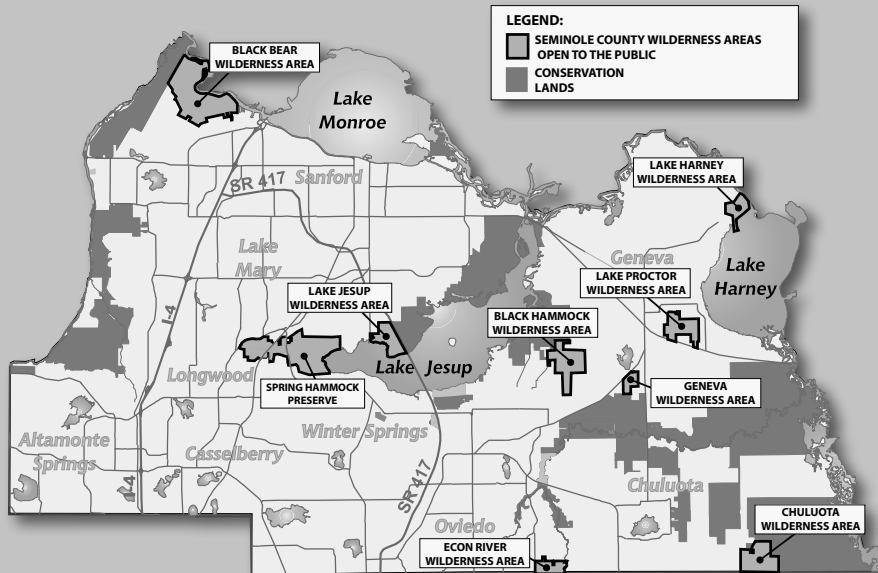 LEGEND:
SEMINOLE COUNTY WILDERNESS AREAS
OPEN TO THE PUBLIC
CONSERVATION
LANDS
BLACK BEAR
WILDERNESS AREA
Lake
Monroe
LAKE HARNEY
WILDERNESS AREA
SR 417
Sanford
Lake
Mary
Geneva
Lake
Harney
LAKE PROCTOR
WILDERNESS AREA
LAKE JESUP
WILDERNESS AREA
BLACK HAMMOCK
WILDERNESS AREA
I-4
Lake Jesup
Longwood
SPRING HAMMOCK
PRESERVE
GENEVA
WILDERNESS AREA
Altamonte
Springs
Winter Springs
Casselberry
I-4
SR 417
Chuluota
CHULUOTA
WILDERNESS AREA
Oviedo
ECON RIVER
WILDERNESS AREA